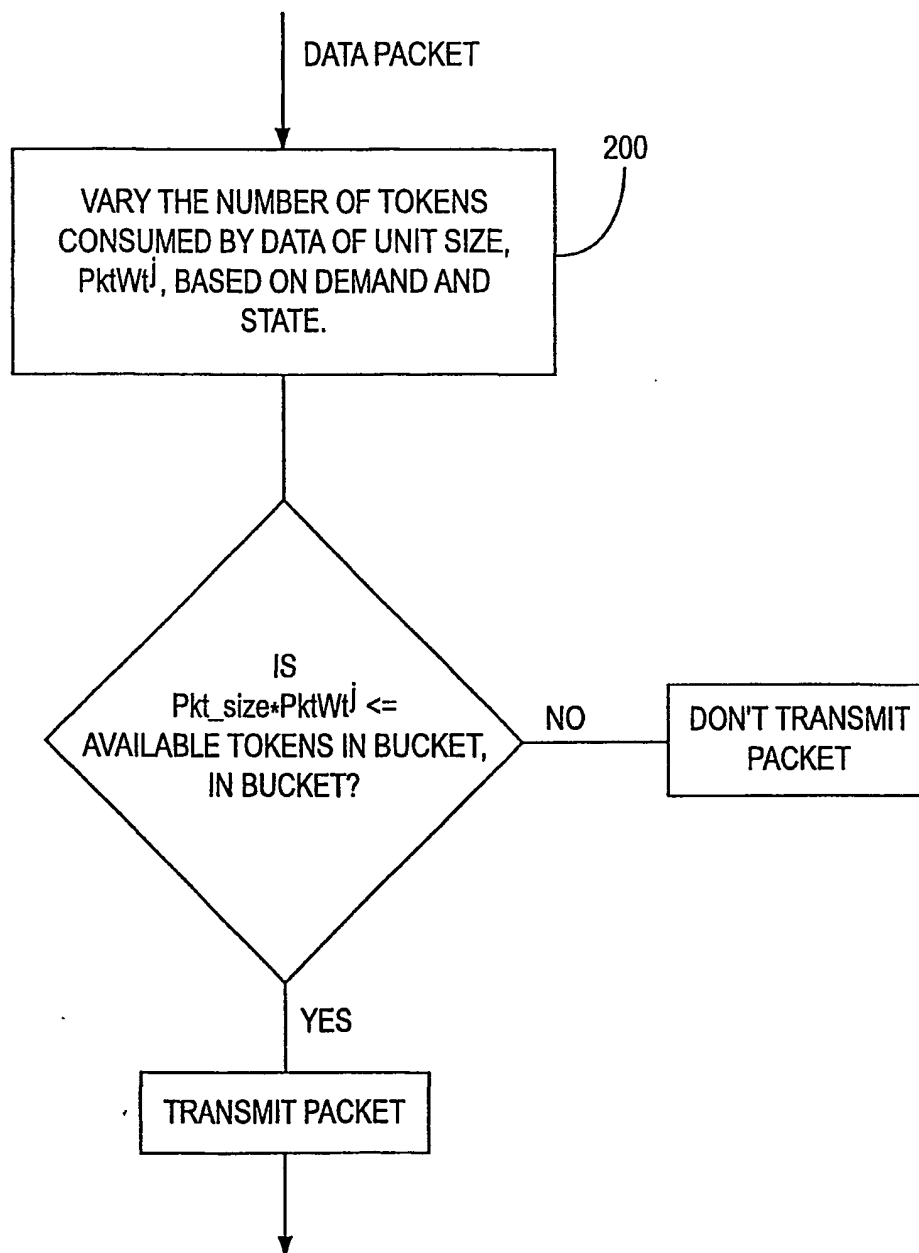 DATA PACKET
200
VARY THE NUMBER OF TOKENS
CONSUMED BY DATA OF UNIT SIZE,
PktWtʲ, BASED ON DEMAND AND
STATE.
IS
Pkt_size*PktWtʲ <=
AVAILABLE TOKENS IN BUCKET,
IN BUCKET?
NO
DON'T TRANSMIT
PACKET
YES
TRANSMIT PACKET